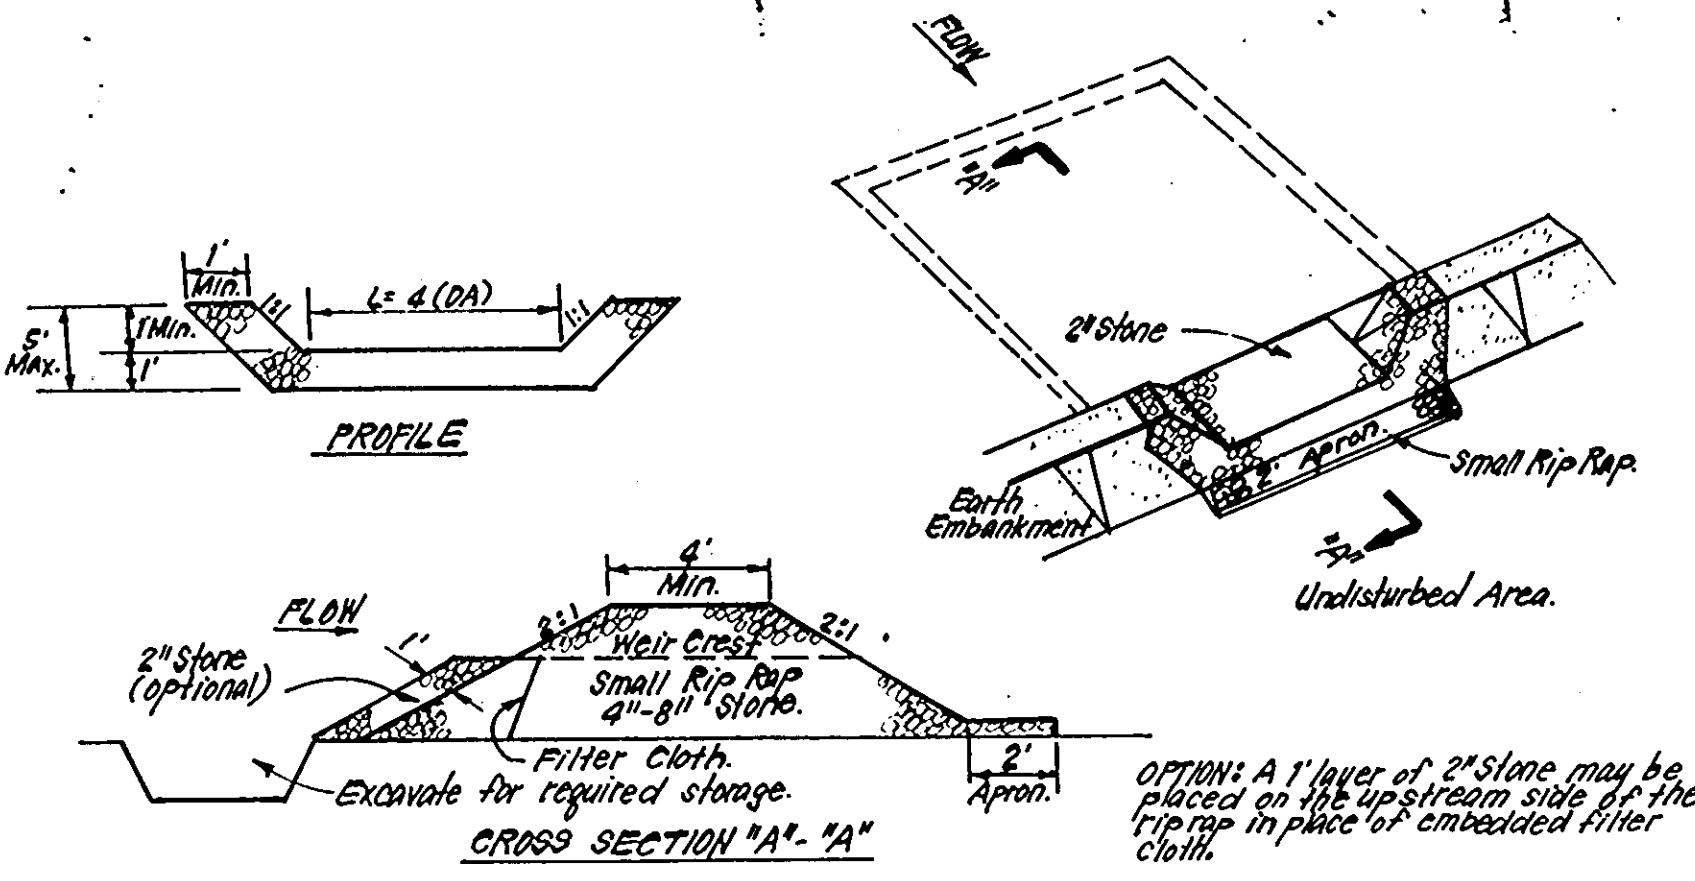 FLOW
"A"
1'
Min.
1:1
L= 4 (DA)
1:1
5'
MAX.
1'Min.
1'
PROFILE
2" Stone
2'
Apron.
Small Rip Rap.
Earth
Embankment
"A"
Undisturbed Area.
4'
Min.
FLOW
1'
2:1
2:1
2" Stone
(optional)
Weir Crest
Small Rip Rap
4"-8" Stone.
Filter Cloth.
Excavate for required storage.
2'
Apron.
CROSS SECTION "A"- "A"
OPTION: A 1' layer of 2" Stone may be
placed on the upstream side of the
rip rap in place of embedded filter
cloth.